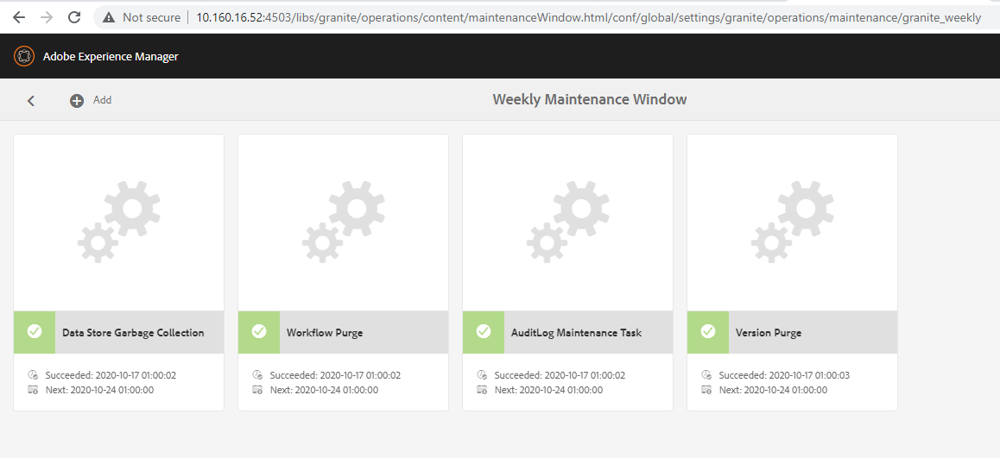 Not secure | 10.160.16.52:4503/libs/granite/operations/content/maintenanceWindow.html/conf/global/settings/granite/operations/maintenance/granite_weekly
Adobe Experience Manager
Add
Weekly Maintenance Window
Data Store Garbage Collection
Succeeded: 2020-10-17 01:00:02
Next: 2020-10-24 01:00:00
Workflow Purge
Succeeded: 2020-10-17 01:00:02
Next: 2020-10-24 01:00:00
AuditLog Maintenance Task
Succeeded: 2020-10-17 01:00:02
Next: 2020-10-24 01:00:00
Version Purge
Succeeded: 2020-10-17 01:00:03
Next: 2020-10-24 01:00:00